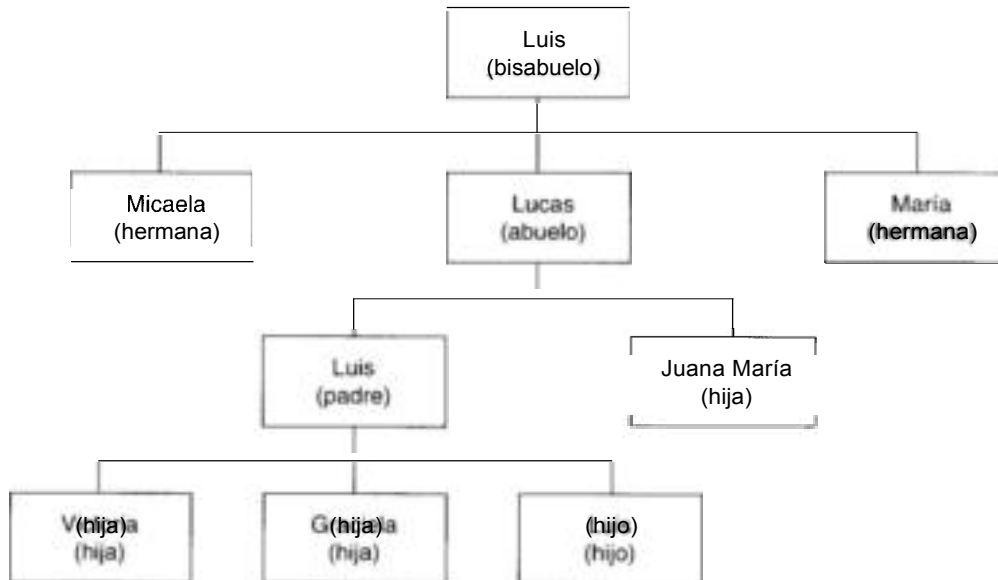 Luis
(bisabuelo)
Micaela
(hermana)
Lucas
(abuelo)
María
(hermana)
Luis
(padre)
Juana María
(hija)
(hija)
(hija)
(hija)
(hija)
(hijo)
(hijo)